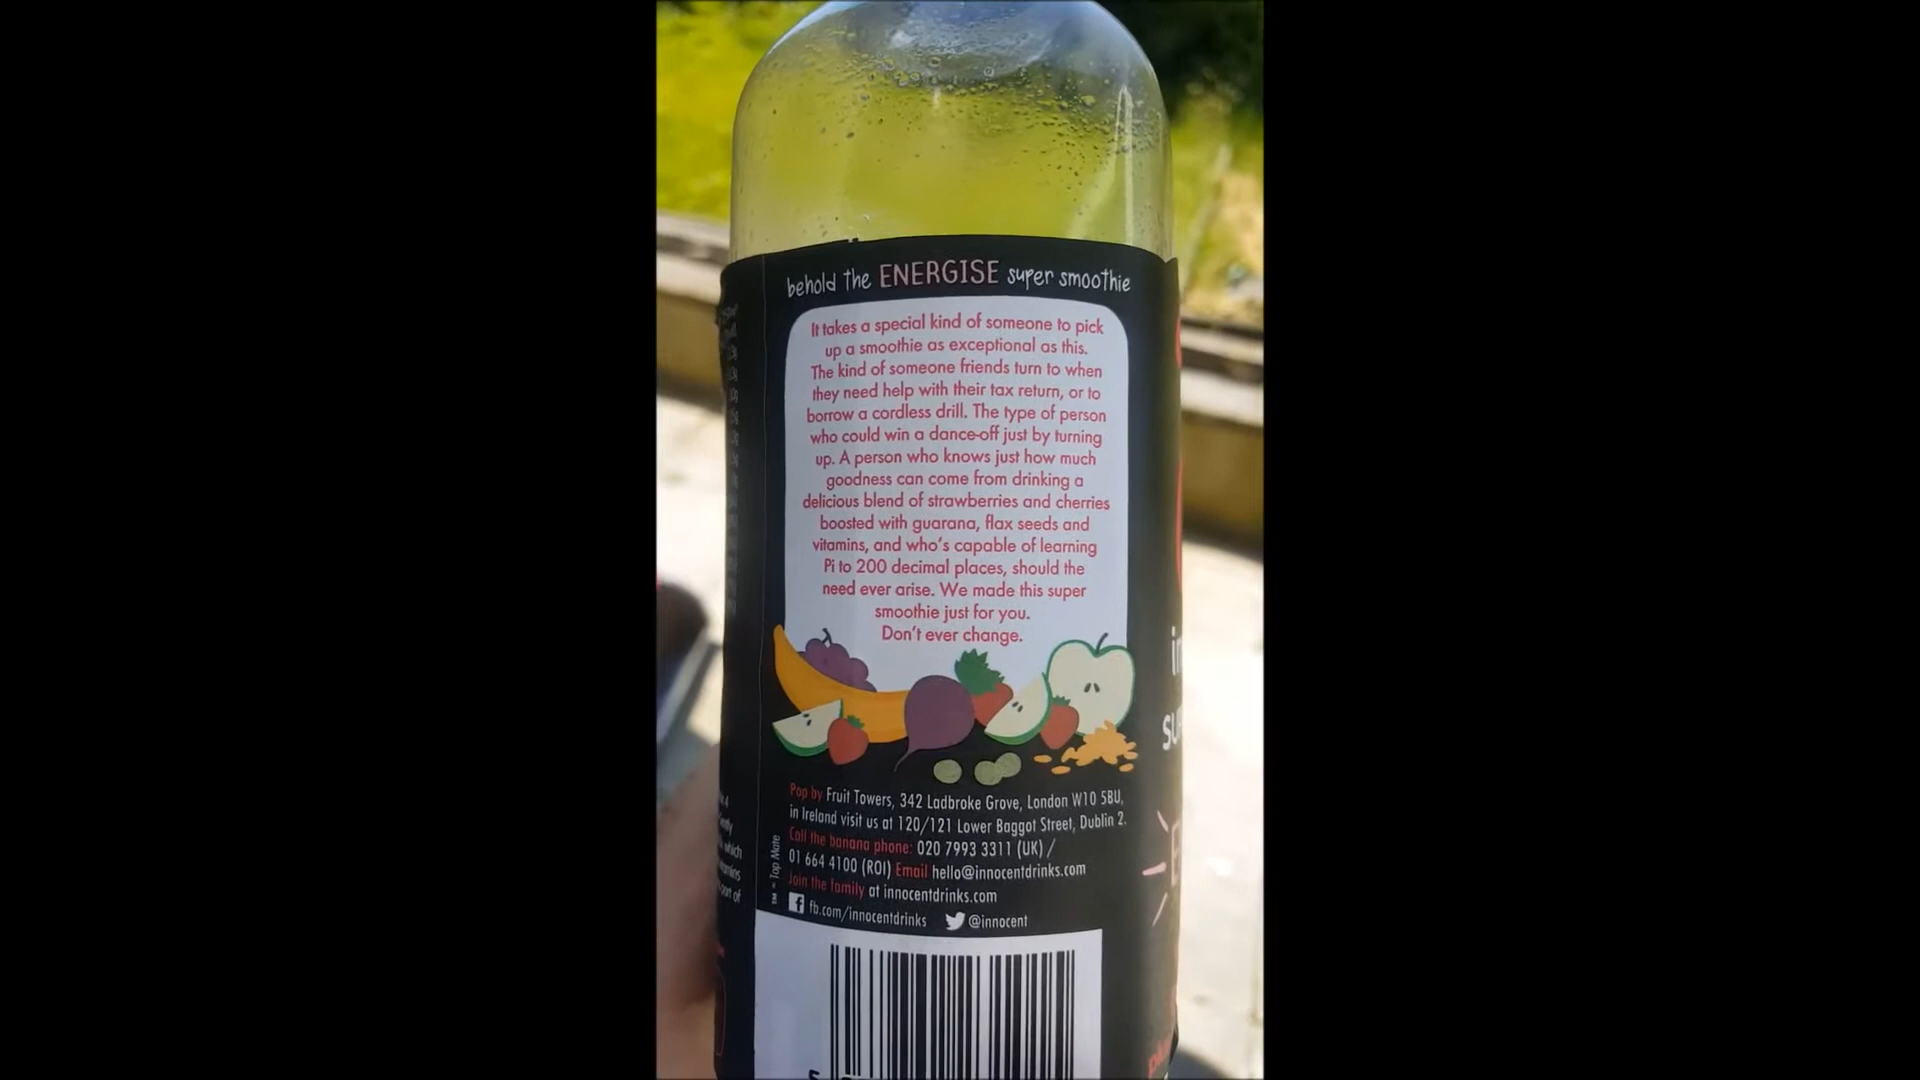 behold the ENERGISE super smoothie
It takes a special kind of someone to pick
up a smoothie as exceptional as this.
The kind of someone friends turn to when
they need help with their tax return, or to
borrow a cordless drill. The type of person
who could win a dance-off just by turning
up. A person who knows just how much
goodness can come from drinking a
delicious blend of strawberries and cherries
boosted with guarana, flax seeds and
vitamins, and who's capable of learning
Pi to 200 decimal places, should the
need ever arise. We made this super
smoothie just for you.
Don't ever change.
Pop by Fruit Towers, 342 Ladbroke Grove, London W10 5BU,
in Ireland visit us at 120/121 Lower Baggot Street, Dublin 2.
Call the banana phone: 020 7993 3311 (UK) /
01 664 4100 (ROI) Email hello@innocentdrinks.com
Join the family at innocentdrinks.com
fb.com/innocentdrinks @innocent
™ = Top Mate